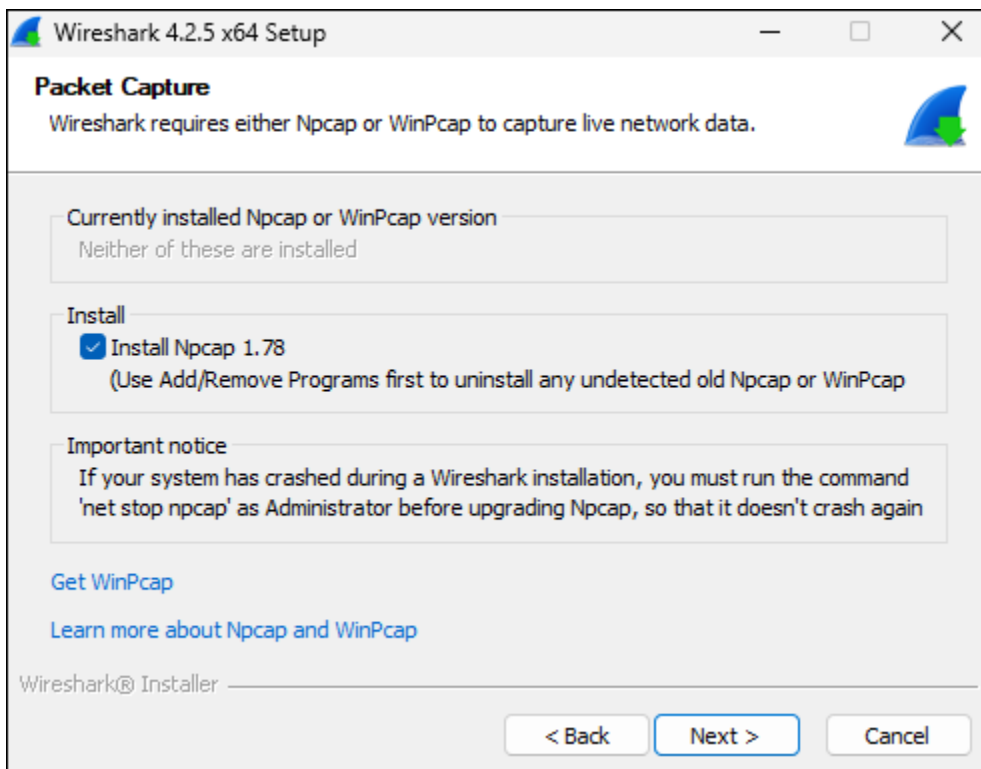 Wireshark 4.2.5 x64 Setup
Packet Capture
Wireshark requires either Npcap or WinPcap to capture live network data.
Currently installed Npcap or WinPcap version
Neither of these are installed
Install
Install Npcap 1.78
(Use Add/Remove Programs first to uninstall any undetected old Npcap or WinPcap
Important notice
If your system has crashed during a Wireshark installation, you must run the command
'net stop npcap' as Administrator before upgrading Npcap, so that it doesn't crash again
Get WinPcap
Learn more about Npcap and WinPcap
Wireshark® Installer
< Back Next > Cancel